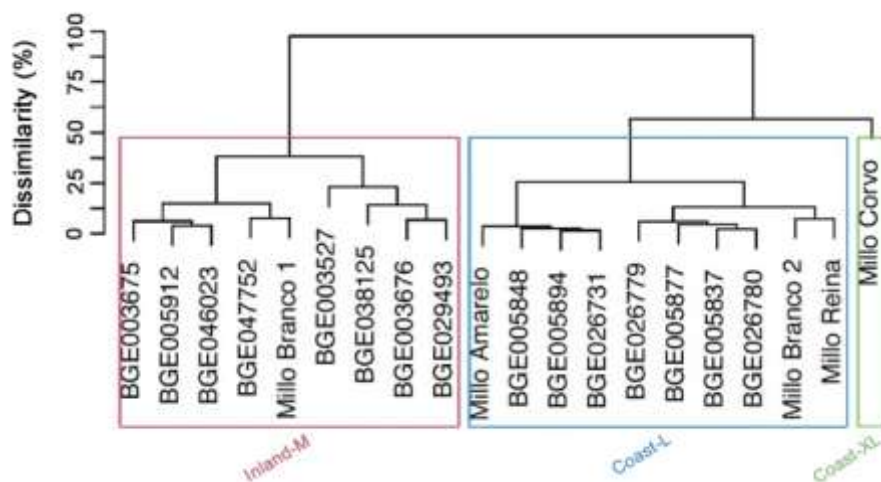 Dissimilarity (%)
100
75
50
25
0
BGE003675
BGE005912
BGE046023
BGE047752
Millo Branco 1
BGE003527
BGE038125
BGE003676
BGE029493
Millo Amarelo
BGE005848
BGE005894
BGE026731
BGE026779
BGE005877
BGE005837
BGE026780
Millo Branco 2
Millo Reina
Millo Corvo
Inland-M
Coast-L
Coast-XL